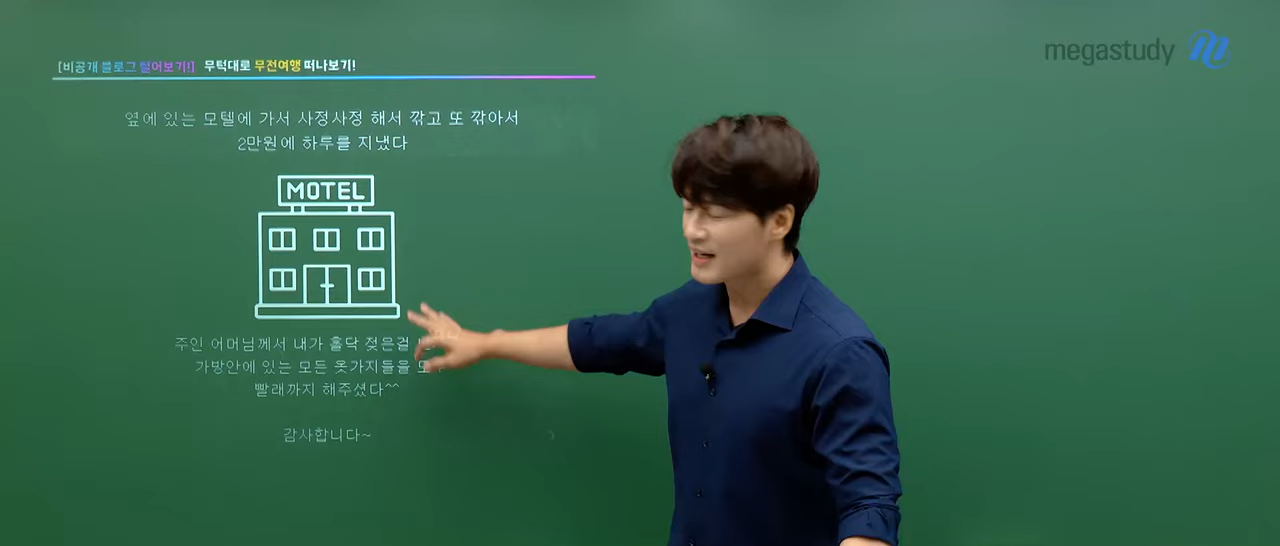 [비공개 블로그 털어보기!] 무턱대로 무전여행 떠나보기!
megastudy
옆에 있는 모텔에 가서 사정사정 해서 깎고 또 깎아서
2만원에 하루를 지냈다
MOTEL
주인 어머님께서 내가 홀닥 젖은걸
가방안에 있는 모든 옷가지들을
빨래까지 해주셨다^^
감사합니다~